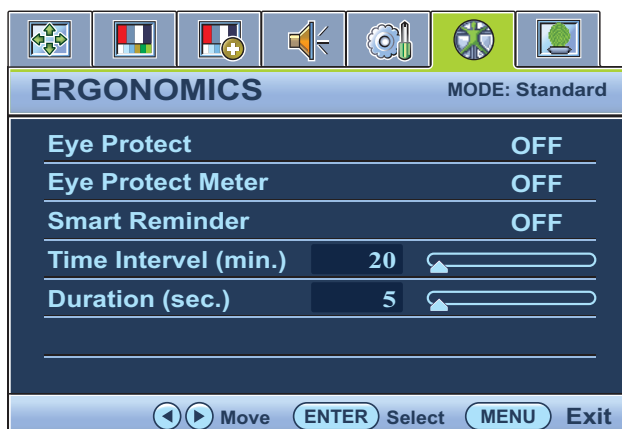 ERGONOMICS MODE: Standard
Eye Protect OFF
Eye Protect Meter OFF
Smart Reminder OFF
Time Intervel (min.) 20
Duration (sec.) 5
Move ENTER Select MENU Exit